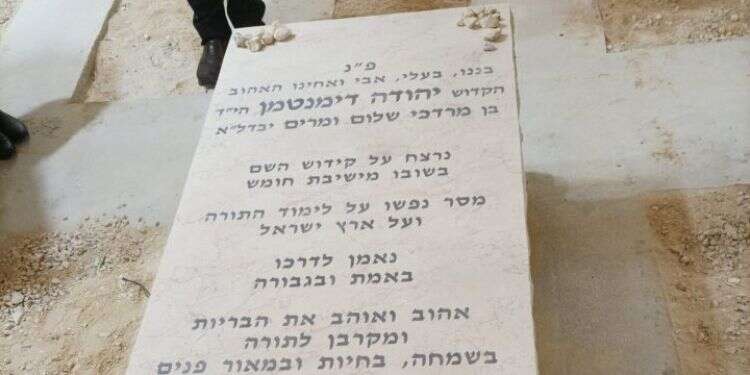 פ״נ
בננו, בעלי, אבי ואחינו האהוב
הקדוש יהודה דימנטמן הי״ד
בן מרדכי שלום ומרים יבדל״א
נרצח על קידוש השם
בשובו מישיבת חומש
מסר נפשו על לימוד התורה
ועל ארץ ישראל
נאמן לדרכו
באמת ובגבורה
אהוב ואוהב את הבריות
ומקרבן לתורה
בשמחה, בחיות ובמאור פנים